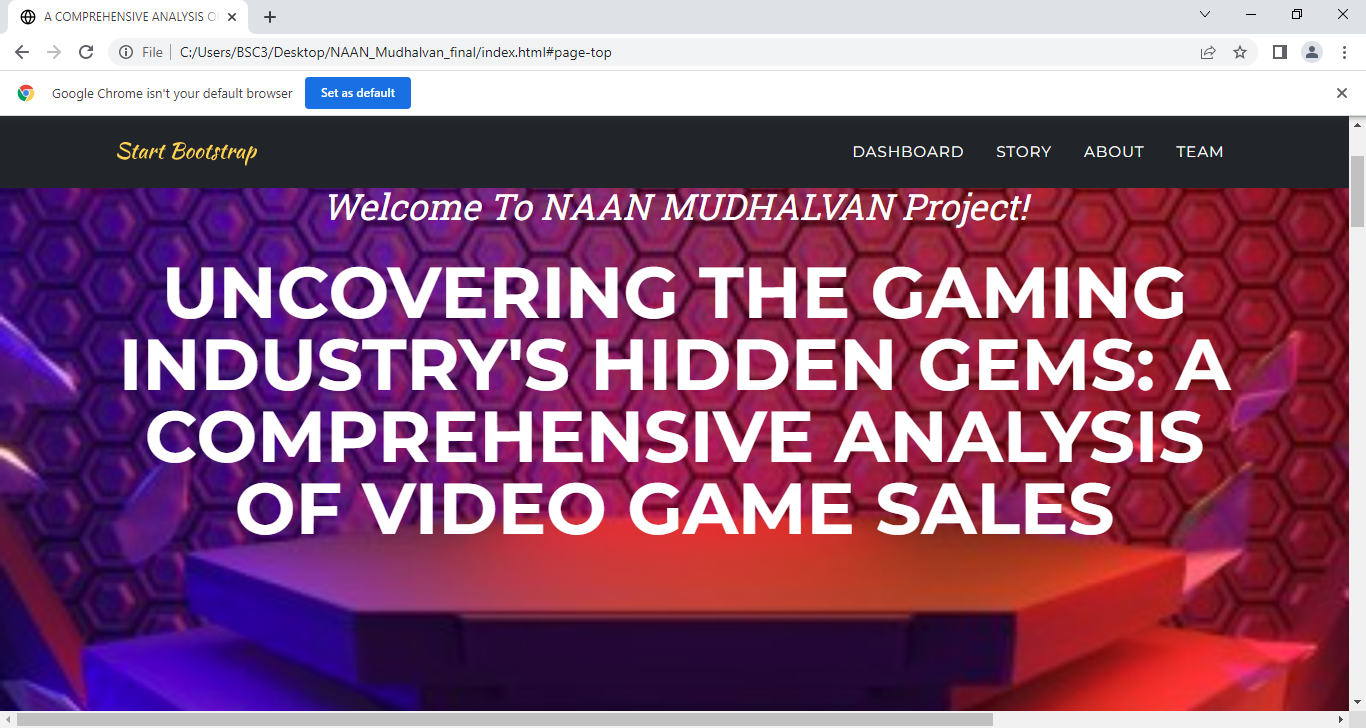 A COMPREHENSIVE ANALYSIS O
File
C:/Users/BSC3/Desktop/NAAN_Mudhalvan_final/index.html#page-top
Google Chrome isn't your default browser
Set as default
Start Bootstrap
DASHBOARD
STORY
ABOUT
TEAM
Welcome To NAAN MUDHALVAN Project!
UNCOVERING THE GAMING
INDUSTRY'S HIDDEN GEMS: A
COMPREHENSIVE ANALYSIS
OF VIDEO GAME SALES